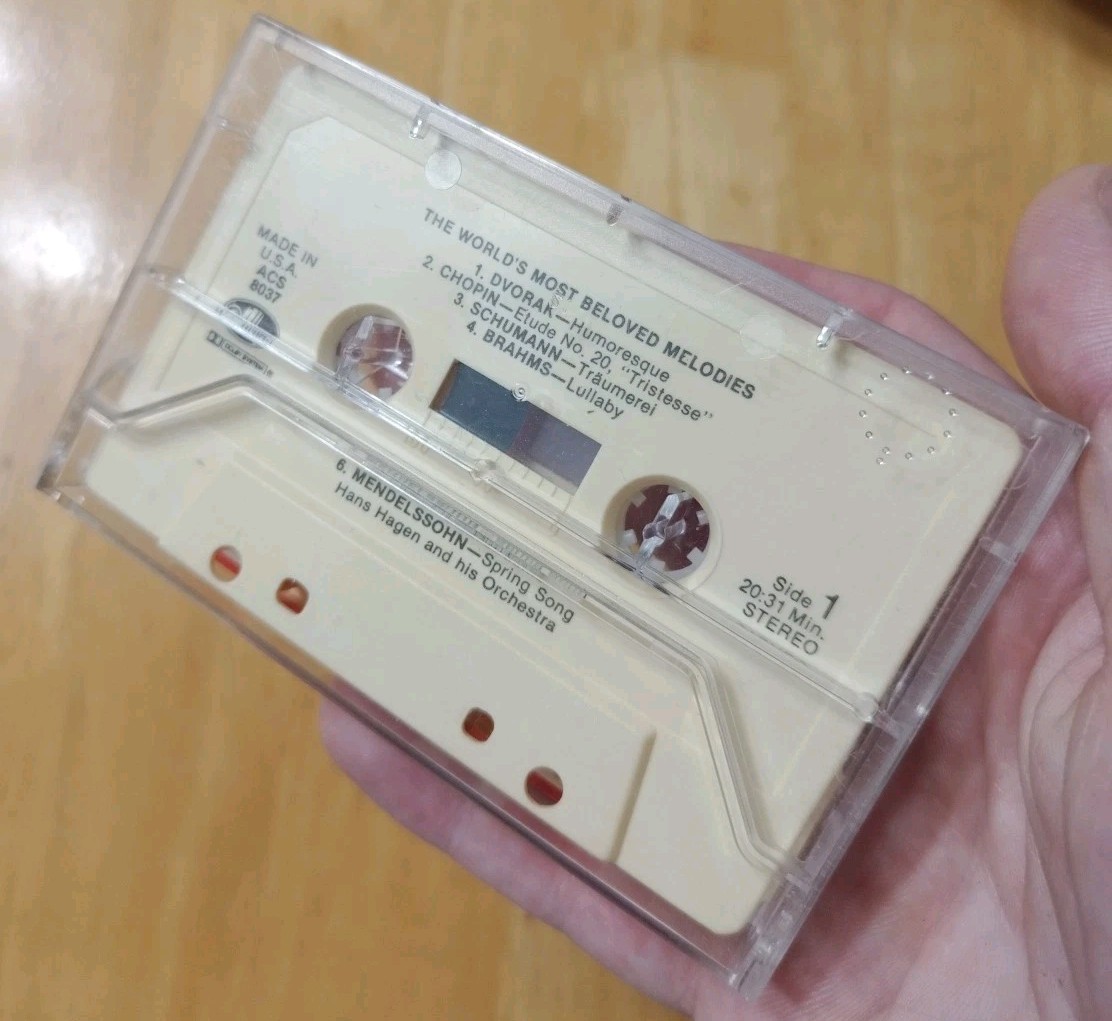 THE WORLD'S MOST BELOVED MELODIES
1. DVORAK—Humoresque
2. CHOPIN—Etude No. 20, "Tristesse"
3. SCHUMANN—Träumerei
4. BRAHMS—Lullaby
MADE IN
U.S.A.
ACS
8037
6. MENDELSSOHN—Spring Song
Hans Hagen and his Orchestra
Side 1
20:31 Min.
STEREO